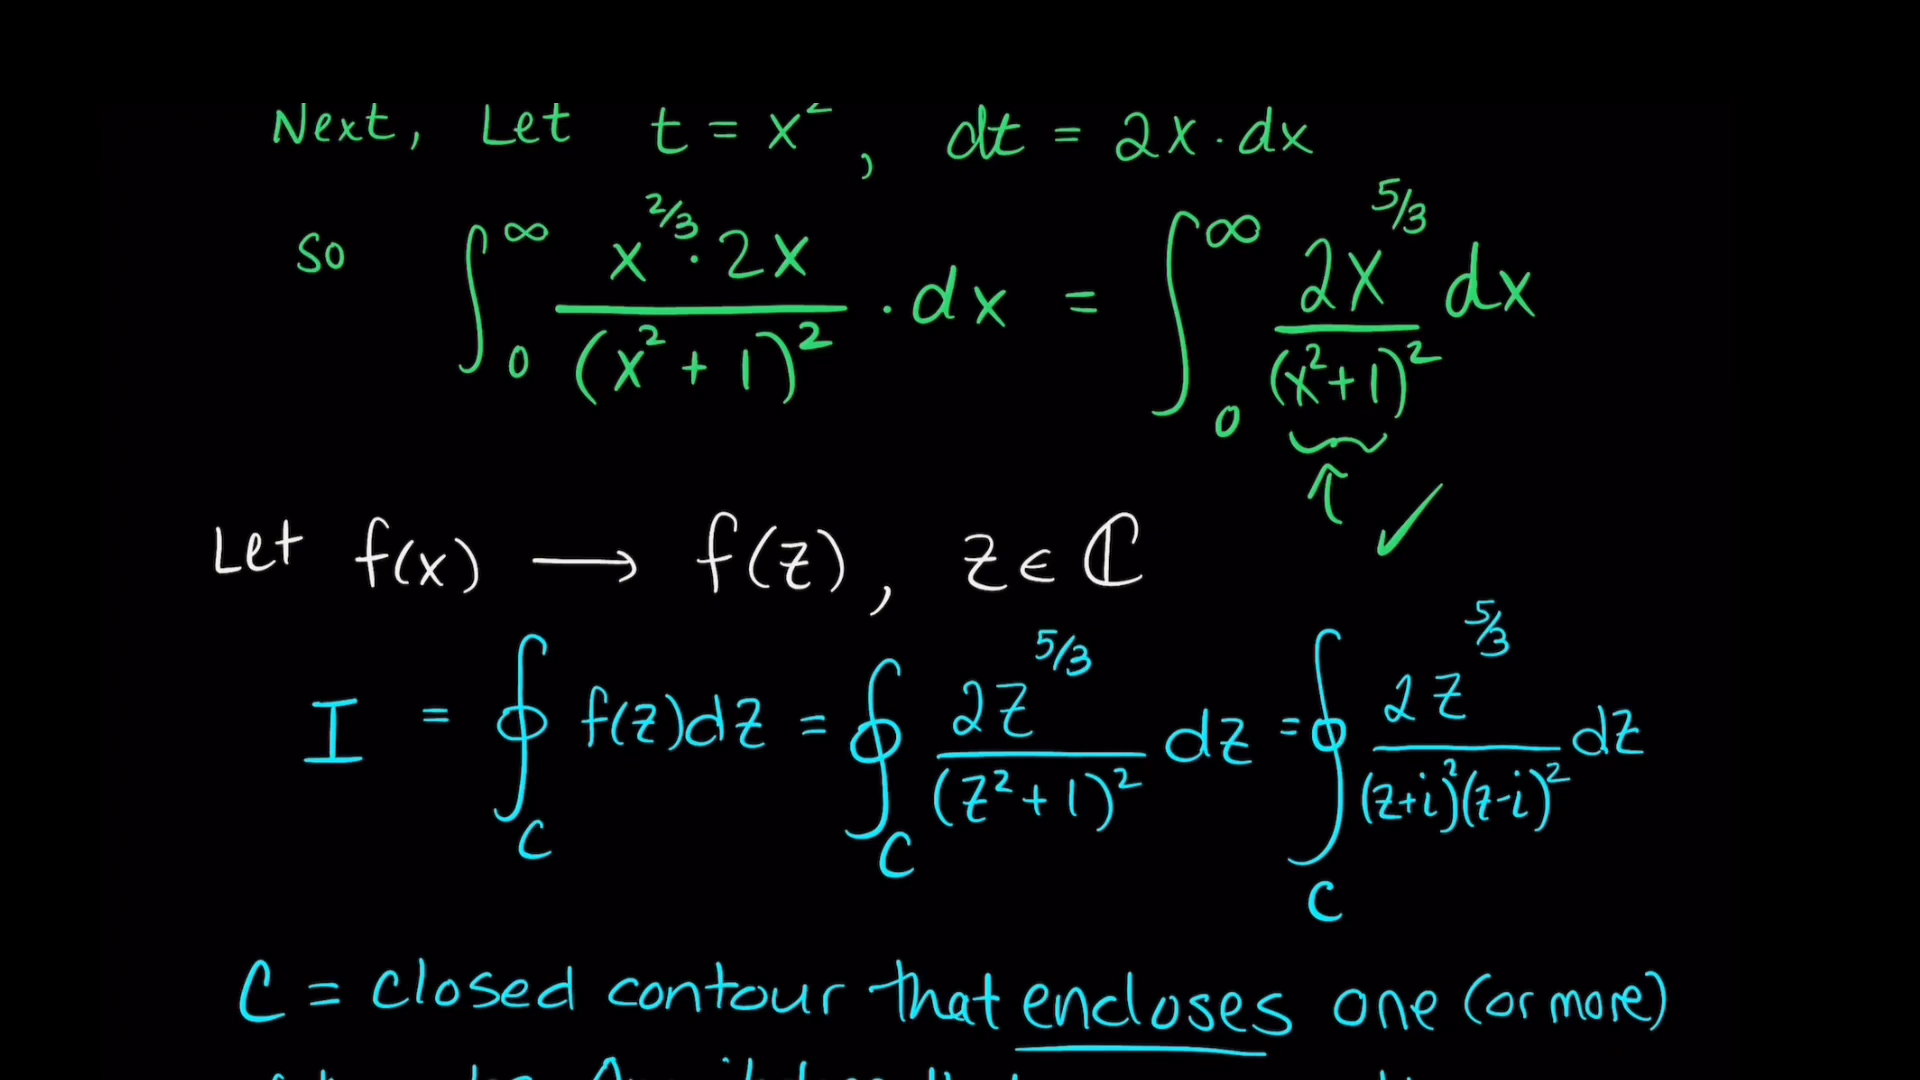 Next, Let t = x², dt = 2x·dx
so ∫₀^∞ x^(2/3)·2x / (x²+1)² · dx = ∫₀^∞ 2x^(5/3) / (x²+1)² dx
↑ ✓
Let f(x) ⟶ f(z), z ∈ ℂ
I = ∮_C f(z)dz = ∮_C 2z^(5/3) / (z²+1)² dz = ∮_C 2z^(5/3) / (z+i)²(z-i)² dz
C = closed contour that encloses one (or more)